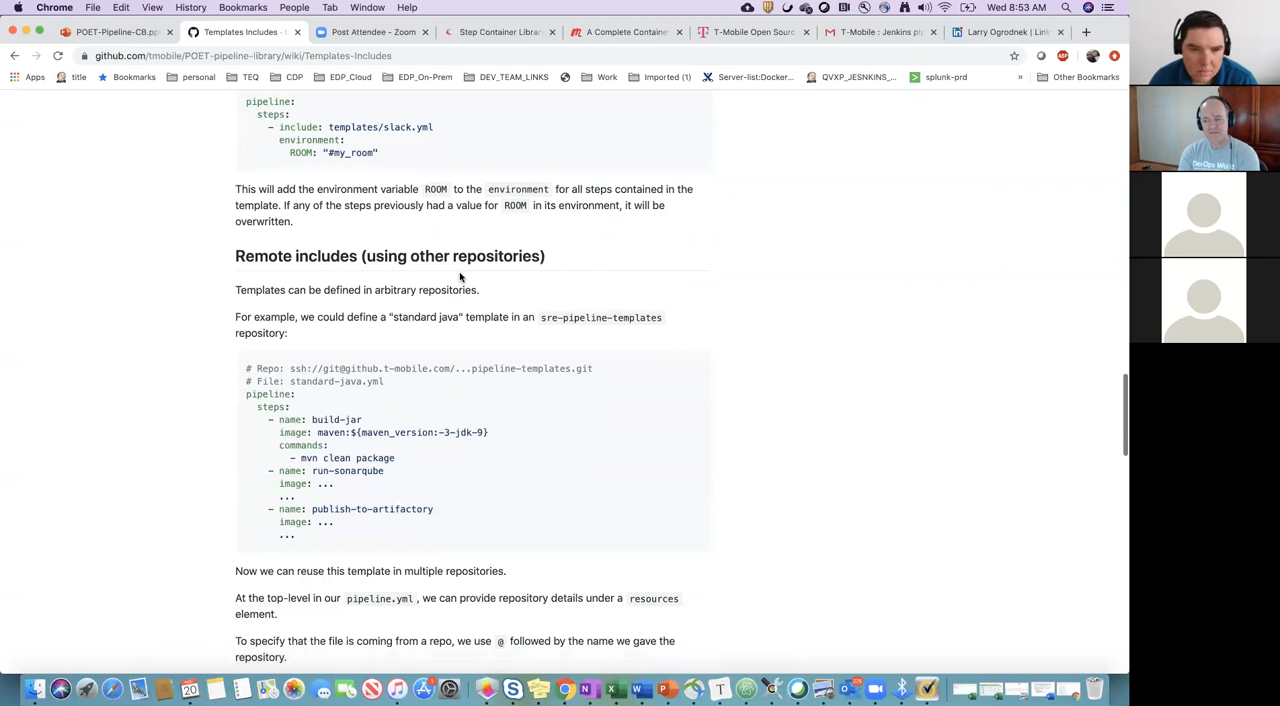 Chrome File Edit View History Bookmarks People Tab Window Help
Wed 8:53 AM
POET-Pipeline-CB.pp
Templates Includes
Post Attendee - Zoom
Step Container Librar
A Complete Container
T-Mobile Open Sourc
T-Mobile : Jenkins pip
Larry Ogrodnek | Link
github.com/tmobile/POET-pipeline-library/wiki/Templates-Includes
Apps title Bookmarks personal TEQ CDP EDP_Cloud EDP_On-Prem DEV_TEAM_LINKS Work Imported (1) Server-list:Docker... QVXP_JESNKINS_... splunk-prd » Other Bookmarks
pipeline:
steps:
- include: templates/slack.yml
environment:
ROOM: "#my_room"
This will add the environment variable ROOM to the environment for all steps contained in the
template. If any of the steps previously had a value for ROOM in its environment, it will be
overwritten.
Remote includes (using other repositories)
Templates can be defined in arbitrary repositories.
For example, we could define a "standard java" template in an sre-pipeline-templates
repository:
# Repo: ssh://git@github.t-mobile.com/...pipeline-templates.git
# File: standard-java.yml
pipeline:
steps:
- name: build-jar
image: maven:${maven_version:-3-jdk-9}
commands:
- mvn clean package
- name: run-sonarqube
image: ...
...
- name: publish-to-artifactory
image: ...
...
Now we can reuse this template in multiple repositories.
At the top-level in our pipeline.yml, we can provide repository details under a resources
element.
To specify that the file is coming from a repo, we use @ followed by the name we gave the
repository.
DevOps World